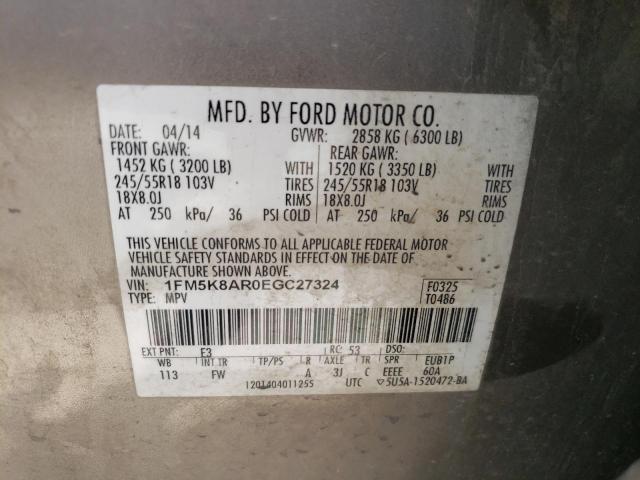 MFD. BY FORD MOTOR CO.
DATE: 04/14 GVWR: 2858 KG ( 6300 LB)
FRONT GAWR: REAR GAWR:
1452 KG ( 3200 LB) WITH 1520 KG ( 3350 LB) WITH
245/55R18 103V TIRES 245/55R18 103V TIRES
18X8.0J RIMS 18X8.0J RIMS
AT 250 kPa/ 36 PSI COLD AT 250 kPa/ 36 PSI COLD
THIS VEHICLE CONFORMS TO ALL APPLICABLE FEDERAL MOTOR
VEHICLE SAFETY STANDARDS IN EFFECT ON THE DATE OF
MANUFACTURE SHOWN ABOVE.
VIN: 1FM5K8AR0EGC27324 F0325
TYPE: MPV T0486
EXT PNT: E3 RC: 53 DSO:
WB INT TR TP/PS R AXLE TR SPR EUB1P
113 FW A 3J C EEEE 60A
1201404011255 UTC ▽5U5A-1520472-BA